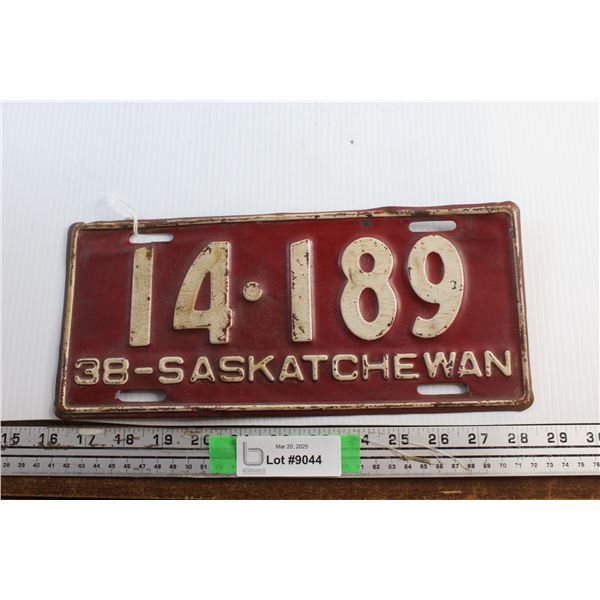 14·189
38-SASKATCHEWAN
15 16 17 18 19 20 24 25 26 27 28 29 30
Mar 20, 2025
Lot #9044
BODNARUS